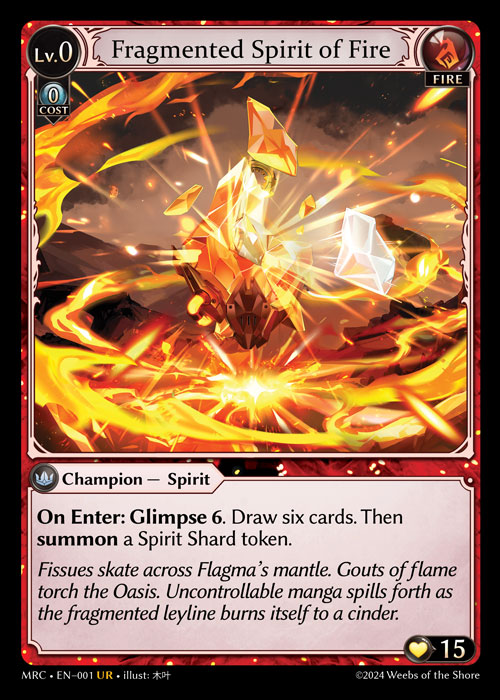 Lv.0
Fragmented Spirit of Fire
FIRE
0
COST
Champion — Spirit
On Enter: Glimpse 6. Draw six cards. Then
summon a Spirit Shard token.
Fissues skate across Flagma's mantle. Gouts of flame
torch the Oasis. Uncontrollable manga spills forth as
the fragmented leyline burns itself to a cinder.
15
MRC • EN-001 UR • illust: 木叶
©2024 Weebs of the Shore